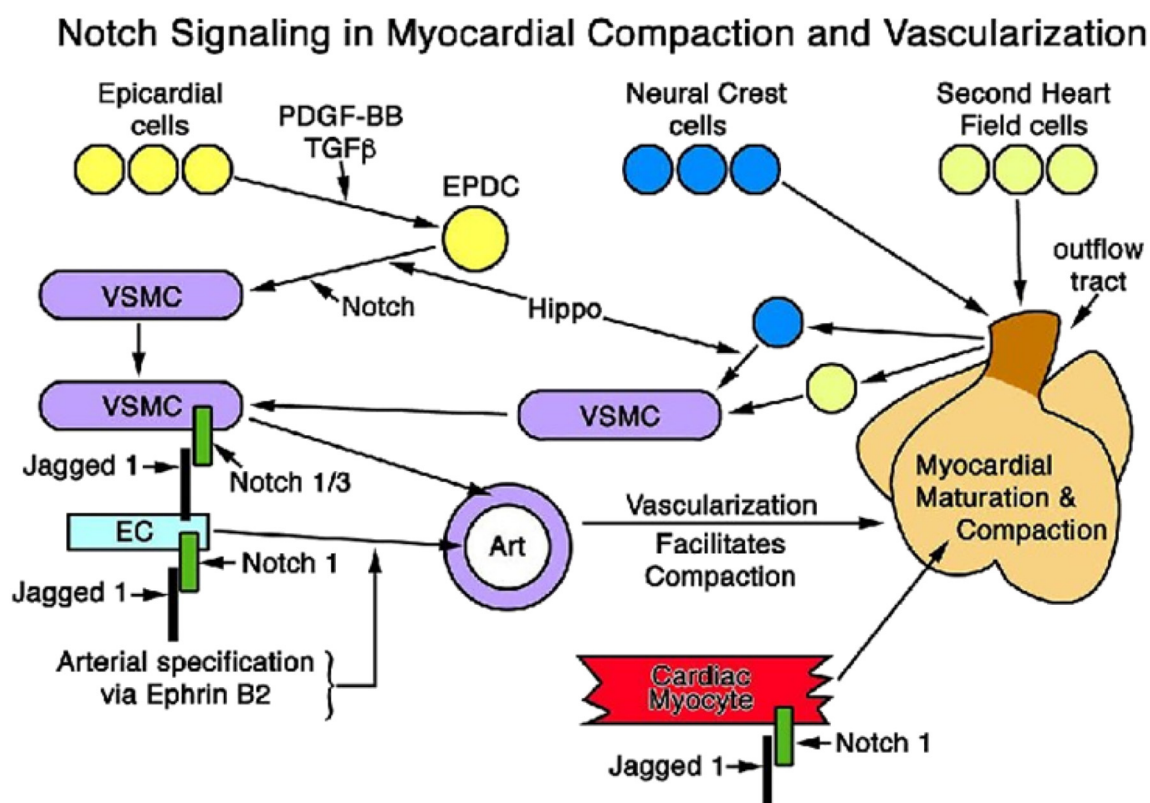 Notch Signaling in Myocardial Compaction and Vascularization
Epicardial
cells
PDGF-BB
TGFβ
EPDC
Neural Crest
cells
Second Heart
Field cells
outflow
tract
VSMC
Notch
Hippo
VSMC
VSMC
Jagged 1
Notch 1/3
EC
Notch 1
Jagged 1
Arterial specification
via Ephrin B2
Art
Vascularization
Facilitates
Compaction
Myocardial
Maturation &
Compaction
Cardiac
Myocyte
Notch 1
Jagged 1